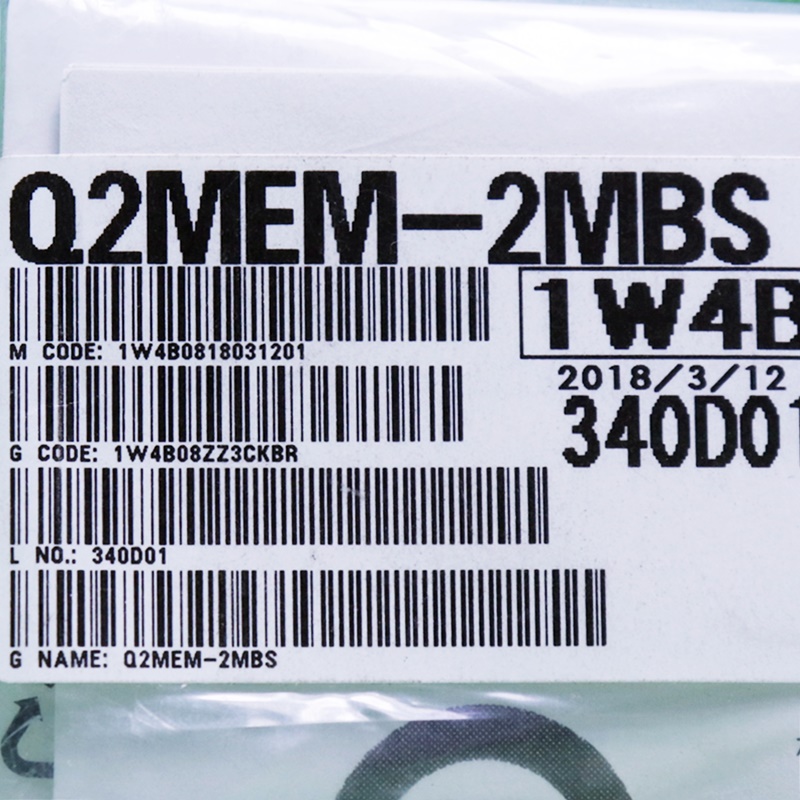 Q2MEM-2MBS
1W4B
M CODE: 1W4B0818031201
2018/3/12
340D01
G CODE: 1W4B08ZZ3CKBR
L NO.: 340D01
G NAME: Q2MEM-2MBS